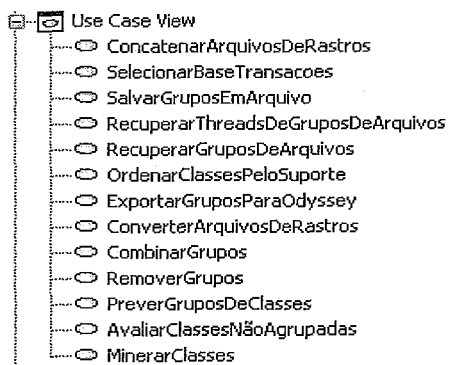 Use Case View
ConcatenarArquivosDeRastros
SelecionarBaseTransacoes
SalvarGruposEmArquivo
RecuperarThreadsDeGruposDeArquivos
RecuperarGruposDeArquivos
OrdenarClassesPeloSuporte
ExportarGruposParaOdyssey
ConverterArquivosDeRastros
CombinarGrupos
RemoverGrupos
PreverGruposDeClasses
AvaliarClassesNãoAgrupadas
MinerarClasses